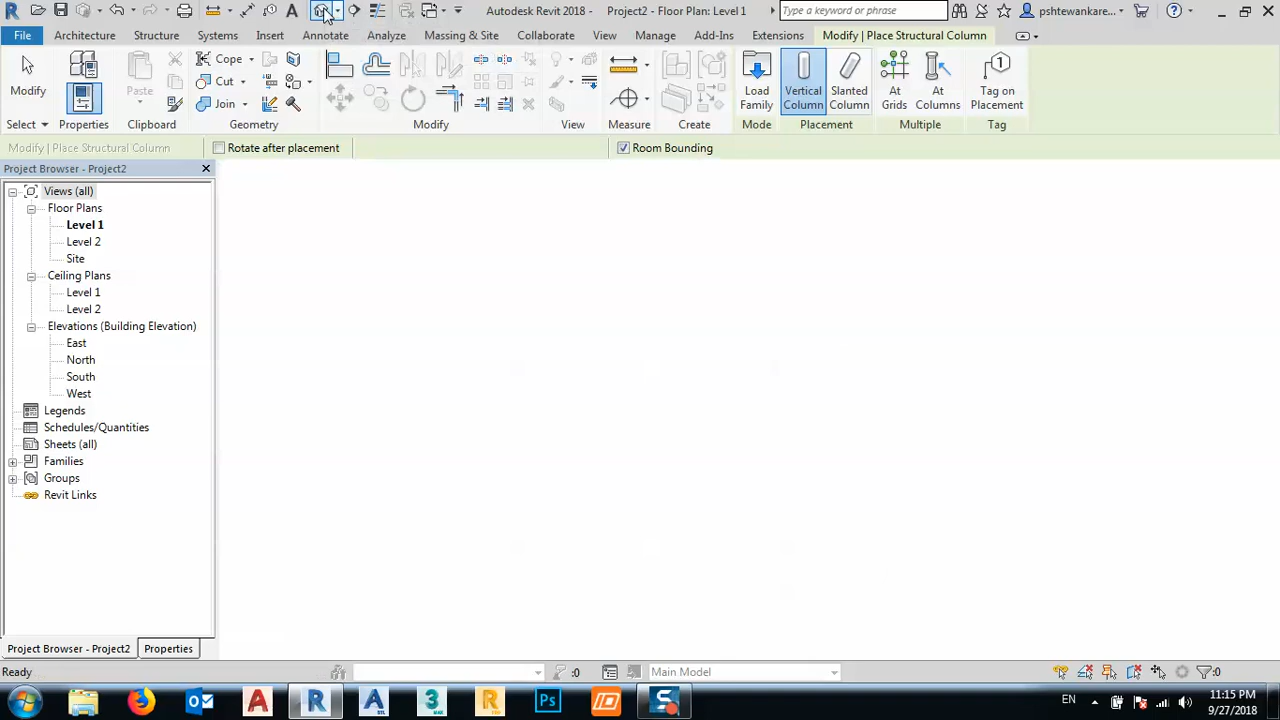 Autodesk Revit 2018 - Project2 - Floor Plan: Level 1 Type a keyword or phrase pshtewankare...
File Architecture Structure Systems Insert Annotate Analyze Massing & Site Collaborate View Manage Add-Ins Extensions Modify | Place Structural Column
Modify Paste Cope Cut Join Load Family Vertical Column Slanted Column At Grids At Columns Tag on Placement
Select Properties Clipboard Geometry Modify View Measure Create Mode Placement Multiple Tag
Modify | Place Structural Column Rotate after placement Room Bounding
Project Browser - Project2
Views (all)
Floor Plans
Level 1
Level 2
Site
Ceiling Plans
Level 1
Level 2
Elevations (Building Elevation)
East
North
South
West
Legends
Schedules/Quantities
Sheets (all)
Families
Groups
Revit Links
Project Browser - Project2 Properties
Ready :0 Main Model :0
EN 11:15 PM
9/27/2018